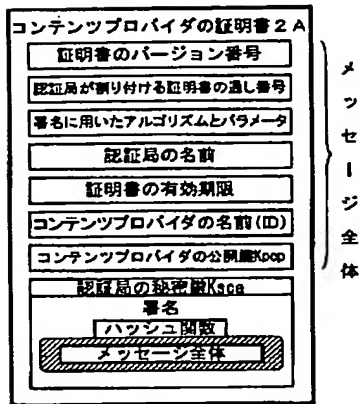 コンテンツプロバイダの証明書2A
証明書のバージョン番号
認証局が割り付ける証明書の通し番号
署名に用いたアルゴリズムとパラメータ
認証局の名前
証明書の有効期限
コンテンツプロバイダの名前(ID)
コンテンツプロバイダの公開鍵Kpcp
認証局の秘密鍵Ksca
署名
ハッシュ関数
メッセージ全体
メッセージ全体